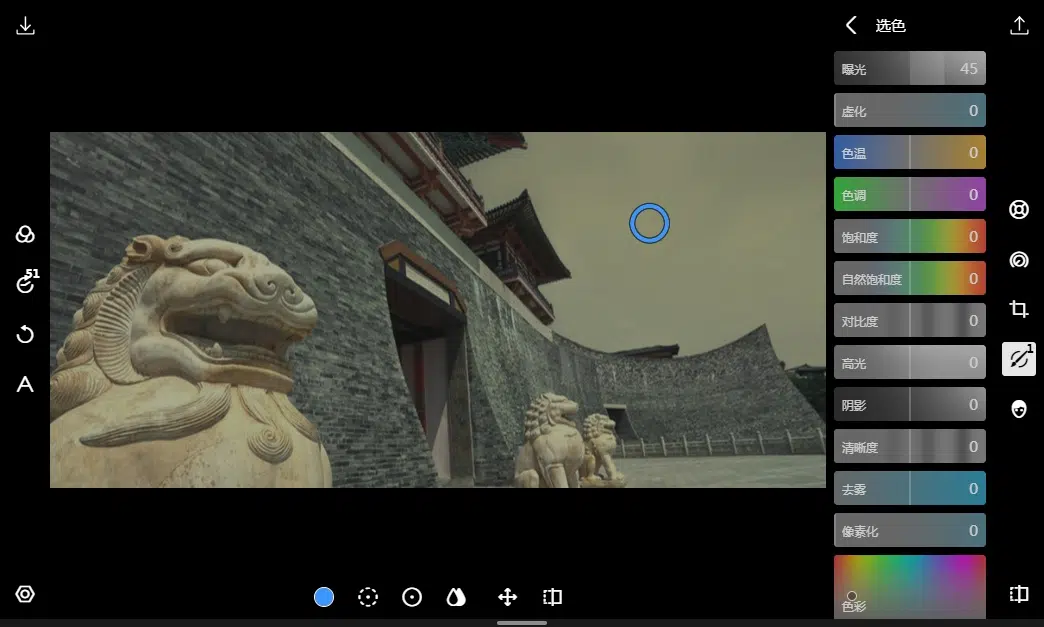 选色
曝光 45
虚化 0
色温 0
色调 0
饱和度 0
自然饱和度 0
对比度 0
高光 0
阴影 0
清晰度 0
去雾 0
像素化 0
色彩
51
A
1